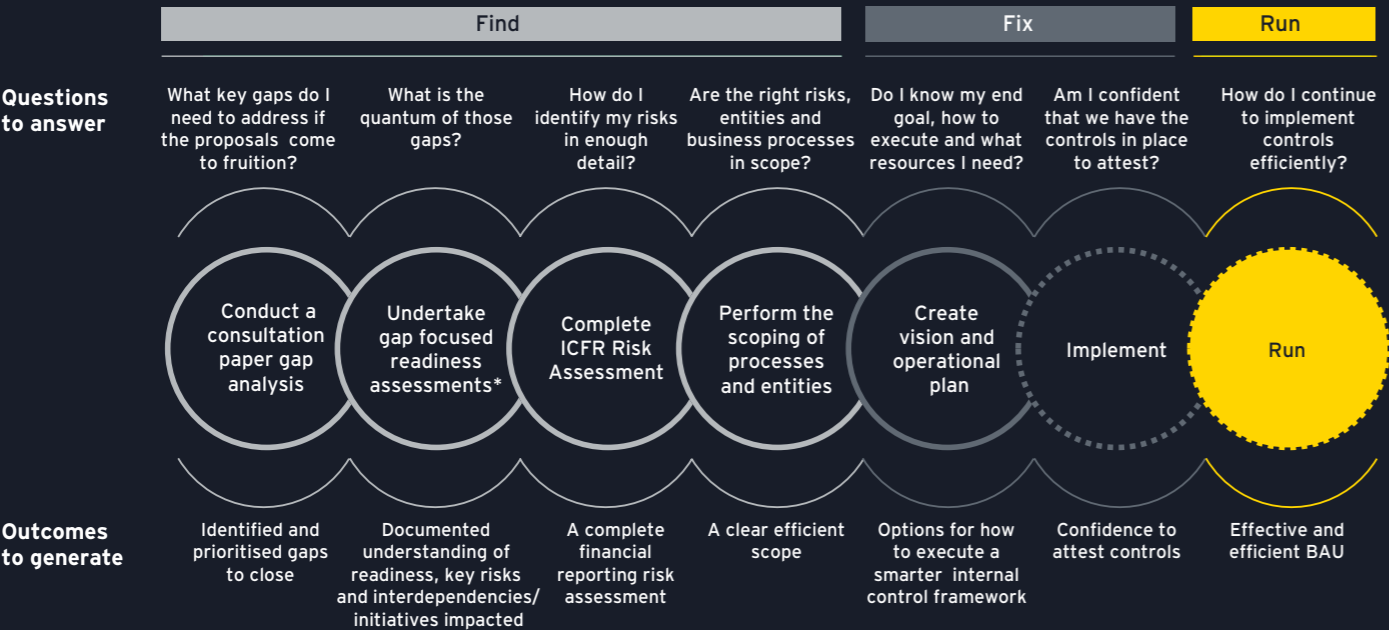 Find
Fix
Run
Questions
to answer
What key gaps do I
need to address if
the proposals come
to fruition?
What is the
quantum of those
gaps?
How do I
identify my risks
in enough
detail?
Are the right risks,
entities and
business processes
in scope?
Do I know my end
goal, how to
execute and what
resources I need?
Am I confident
that we have the
controls in place
to attest?
How do I continue
to implement
controls
efficiently?
Conduct a
consultation
paper gap
analysis
Undertake
gap focused
readiness
assessments*
Complete
ICFR Risk
Assessment
Perform the
scoping of
processes
and entities
Create
vision and
operational
plan
Implement
Run
Outcomes
to generate
Identified and
prioritised gaps
to close
Documented
understanding of
readiness, key risks
and interdependencies/
initiatives impacted
A complete
financial
reporting risk
assessment
A clear efficient
scope
Options for how
to execute a
smarter internal
control framework
Confidence to
attest controls
Effective and
efficient BAU